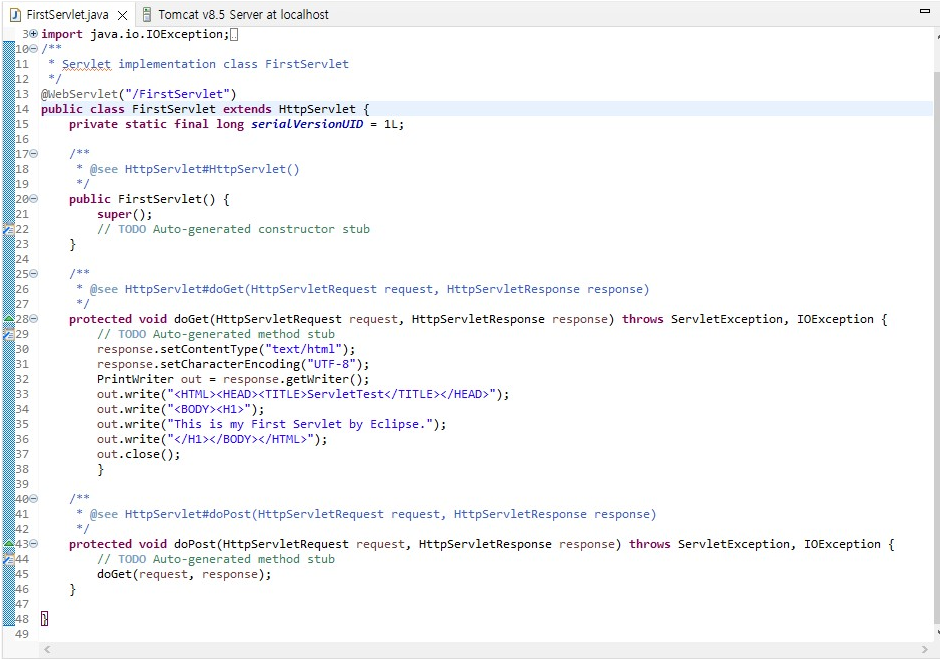 FirstServlet.java
Tomcat v8.5 Server at localhost
3 import java.io.IOException;
10 /**
11  * Servlet implementation class FirstServlet
12  */
13 @WebServlet("/FirstServlet")
14 public class FirstServlet extends HttpServlet {
15     private static final long serialVersionUID = 1L;
16
17     /**
18      * @see HttpServlet#HttpServlet()
19      */
20     public FirstServlet() {
21         super();
22         // TODO Auto-generated constructor stub
23     }
24
25     /**
26      * @see HttpServlet#doGet(HttpServletRequest request, HttpServletResponse response)
27      */
28     protected void doGet(HttpServletRequest request, HttpServletResponse response) throws ServletException, IOException {
29         // TODO Auto-generated method stub
30         response.setContentType("text/html");
31         response.setCharacterEncoding("UTF-8");
32         PrintWriter out = response.getWriter();
33         out.write("<HTML><HEAD><TITLE>ServletTest</TITLE></HEAD>");
34         out.write("<BODY><H1>");
35         out.write("This is my First Servlet by Eclipse.");
36         out.write("</H1></BODY></HTML>");
37         out.close();
38         }
39
40     /**
41      * @see HttpServlet#doPost(HttpServletRequest request, HttpServletResponse response)
42      */
43     protected void doPost(HttpServletRequest request, HttpServletResponse response) throws ServletException, IOException {
44         // TODO Auto-generated method stub
45         doGet(request, response);
46     }
47
48 }
49